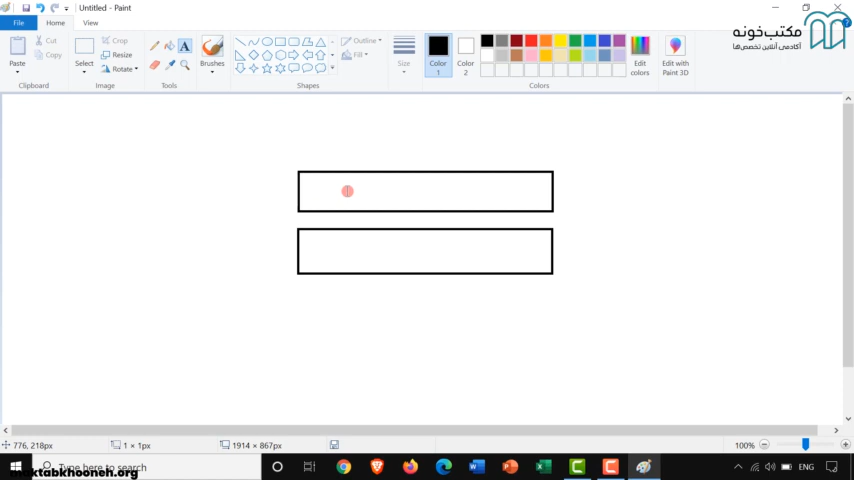 Untitled - Paint
File
Home
View
مکتب‌خونه
آکادمی آنلاین تخصص‌ها
Paste
Cut
Copy
Clipboard
Select
Crop
Resize
Rotate
Image
A
Tools
Brushes
Shapes
Outline
Fill
Size
Color 1
Color 2
Edit colors
Colors
Edit with Paint 3D
776, 218px
1 × 1px
1914 × 867px
100%
Type here to search
maktabkhooneh.org
ENG